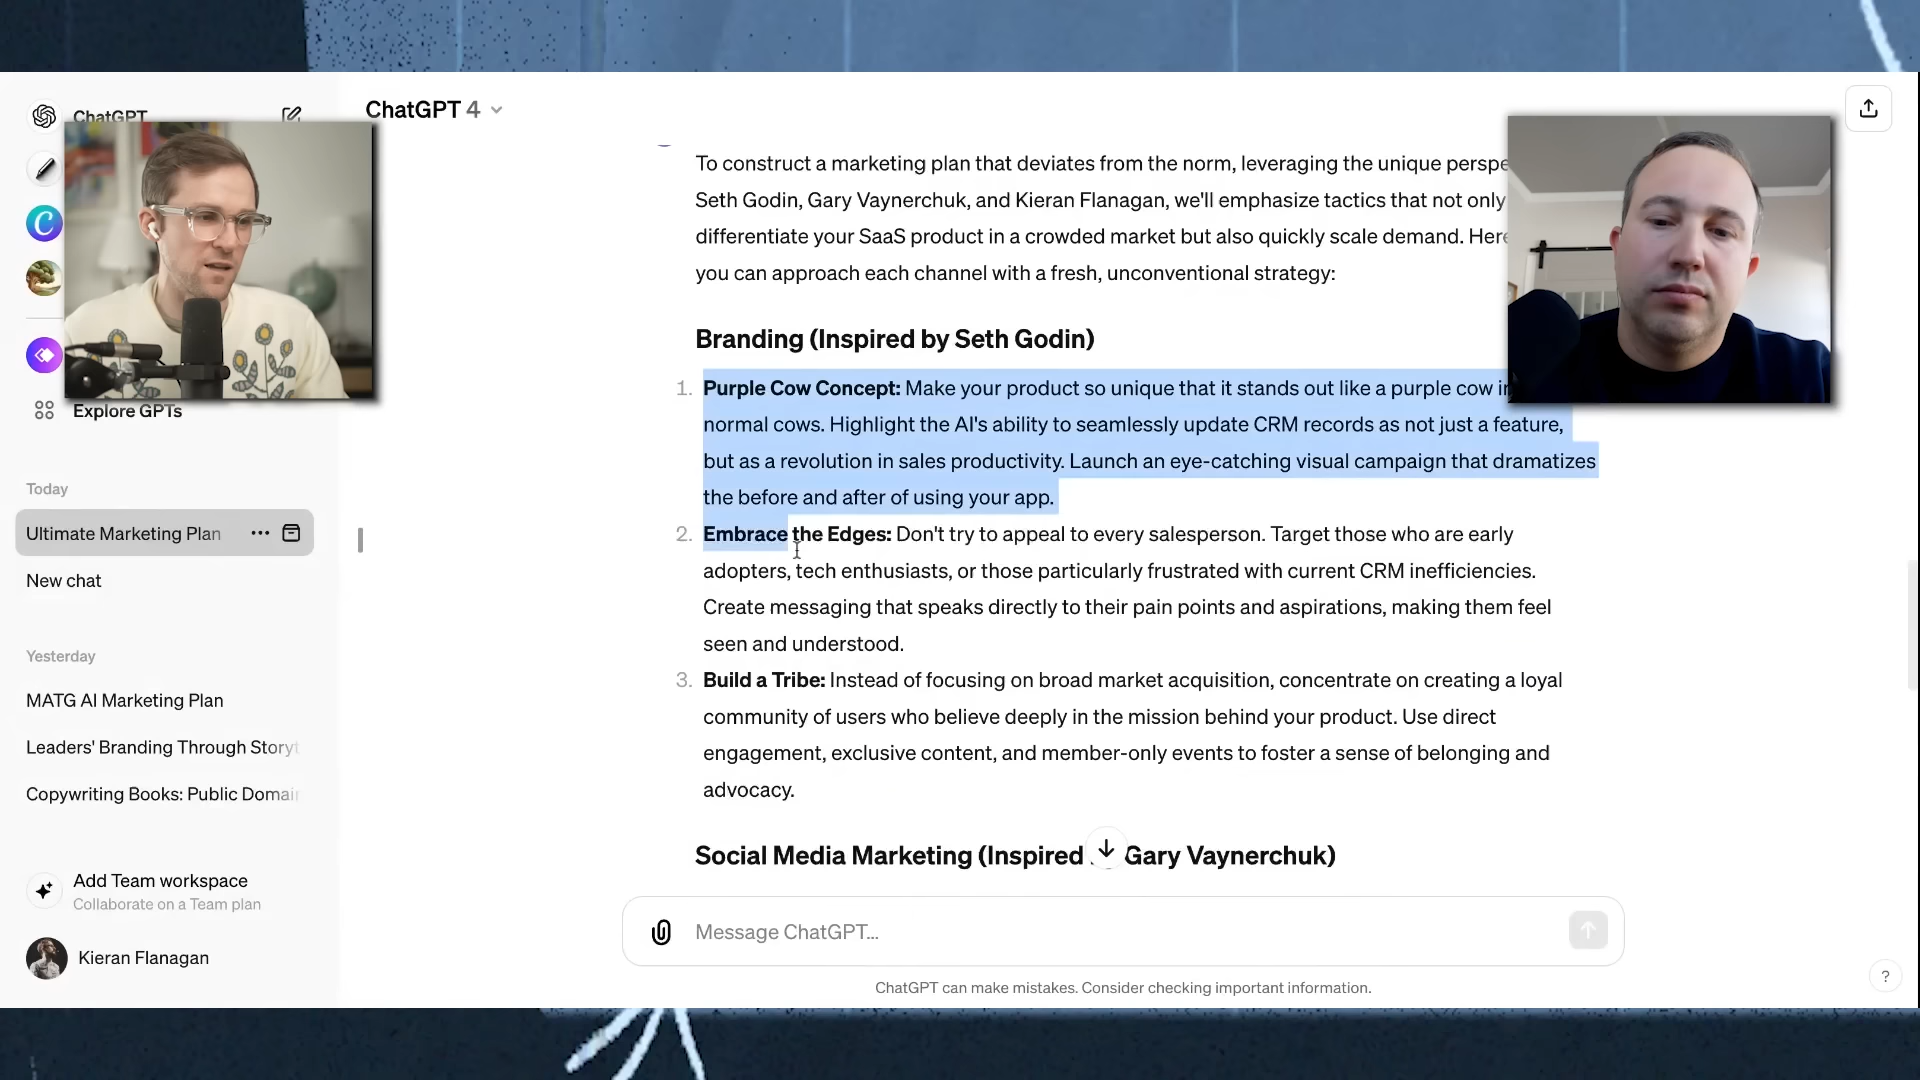 ChatGPT
Explore GPTs
Today
Ultimate Marketing Plan
New chat
Yesterday
MATG AI Marketing Plan
Leaders' Branding Through Storyt
Copywriting Books: Public Domain
Add Team workspace
Collaborate on a Team plan
Kieran Flanagan
ChatGPT 4
To construct a marketing plan that deviates from the norm, leveraging the unique perspe
Seth Godin, Gary Vaynerchuk, and Kieran Flanagan, we'll emphasize tactics that not only
differentiate your SaaS product in a crowded market but also quickly scale demand. Here
you can approach each channel with a fresh, unconventional strategy:
Branding (Inspired by Seth Godin)
1. Purple Cow Concept: Make your product so unique that it stands out like a purple cow in
normal cows. Highlight the AI's ability to seamlessly update CRM records as not just a feature,
but as a revolution in sales productivity. Launch an eye-catching visual campaign that dramatizes
the before and after of using your app.
2. Embrace the Edges: Don't try to appeal to every salesperson. Target those who are early
adopters, tech enthusiasts, or those particularly frustrated with current CRM inefficiencies.
Create messaging that speaks directly to their pain points and aspirations, making them feel
seen and understood.
3. Build a Tribe: Instead of focusing on broad market acquisition, concentrate on creating a loyal
community of users who believe deeply in the mission behind your product. Use direct
engagement, exclusive content, and member-only events to foster a sense of belonging and
advocacy.
Social Media Marketing (Inspired Gary Vaynerchuk)
Message ChatGPT...
ChatGPT can make mistakes. Consider checking important information.
?